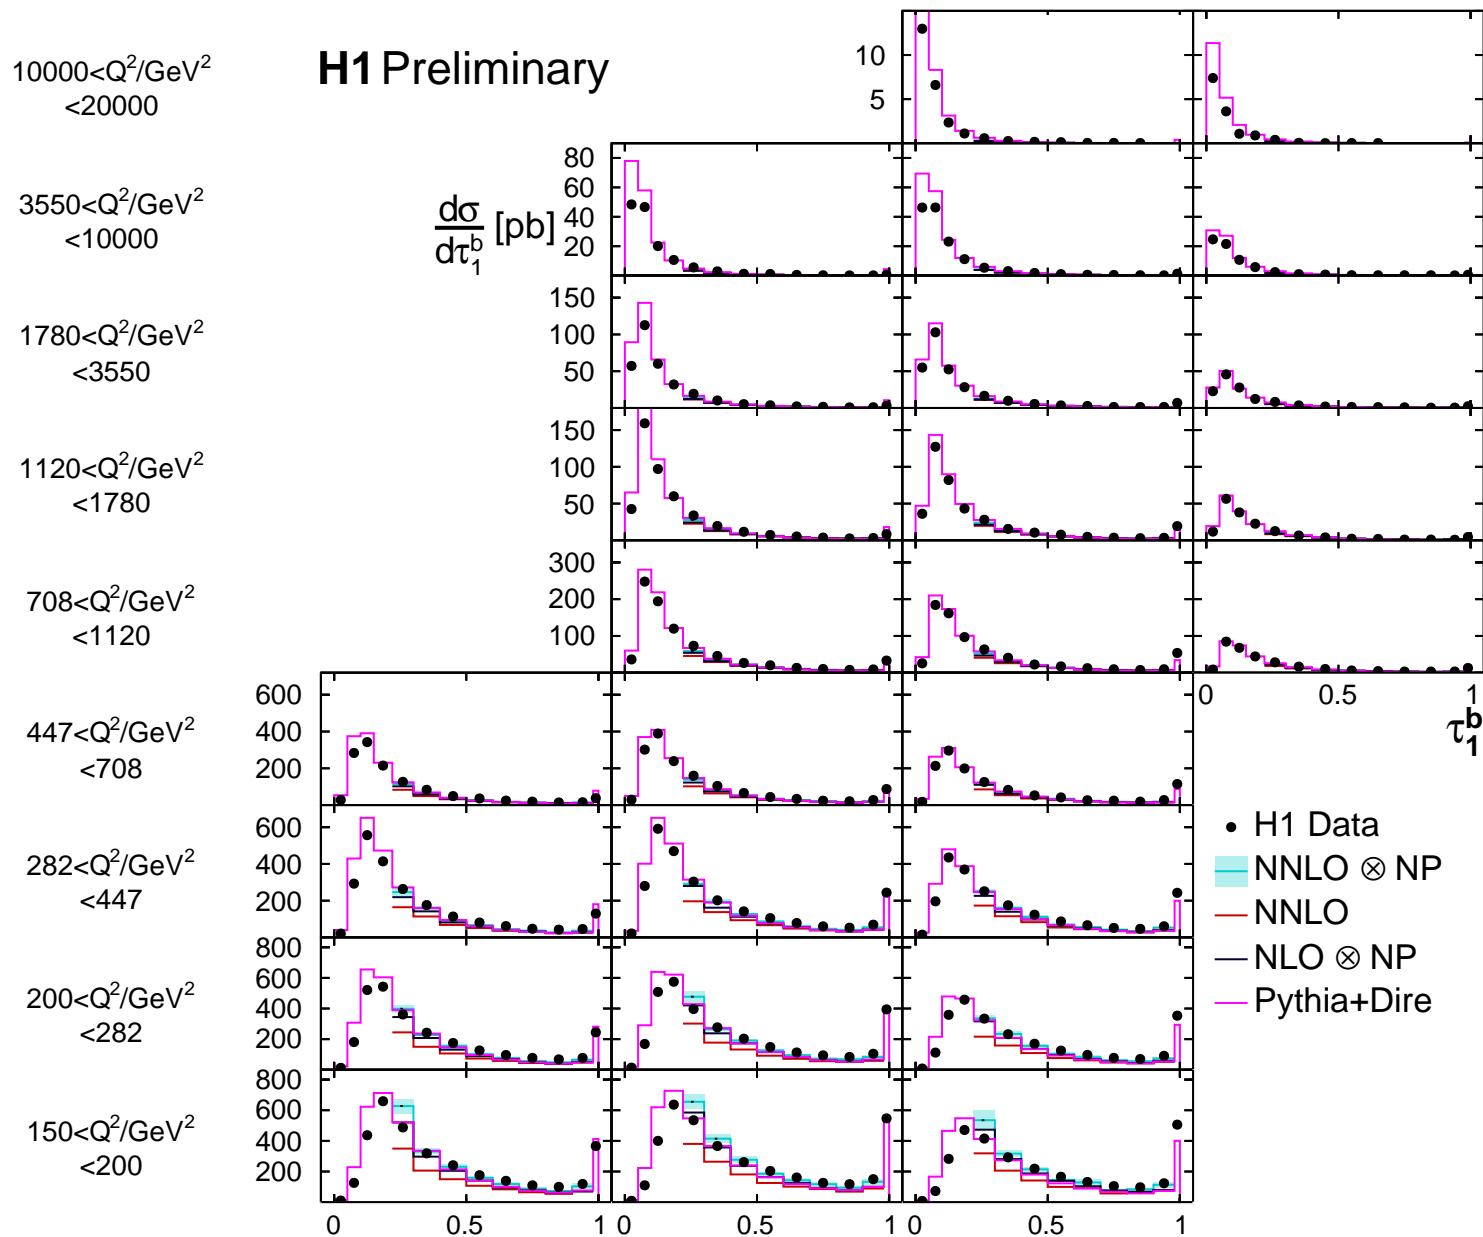 H1 Preliminary
dσ/dτ₁ᵇ [pb]
10000<Q²/GeV²
<20000
10
5
3550<Q²/GeV²
<10000
80
60
40
20
1780<Q²/GeV²
<3550
150
100
50
1120<Q²/GeV²
<1780
150
100
50
708<Q²/GeV²
<1120
300
200
100
0 0.5 1
τ₁ᵇ
447<Q²/GeV²
<708
600
400
200
282<Q²/GeV²
<447
600
400
200
200<Q²/GeV²
<282
800
600
400
200
150<Q²/GeV²
<200
800
600
400
200
0 0.5 1 0 0.5 1 0 0.5 1
H1 Data
NNLO ⊗ NP
NNLO
NLO ⊗ NP
Pythia+Dire